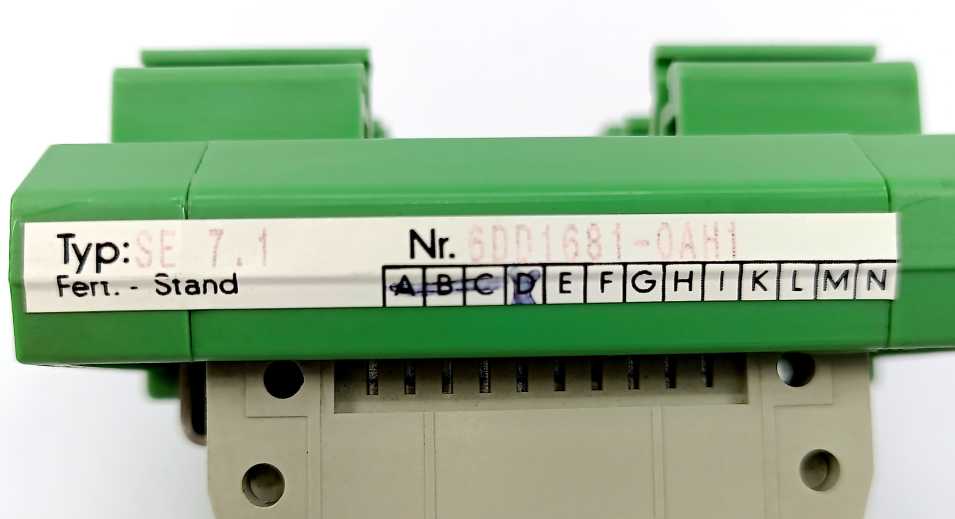 Typ: SE 7.1 Nr. 6DD1681-0AH1
Fert. - Stand A B C D E F G H I K L M N